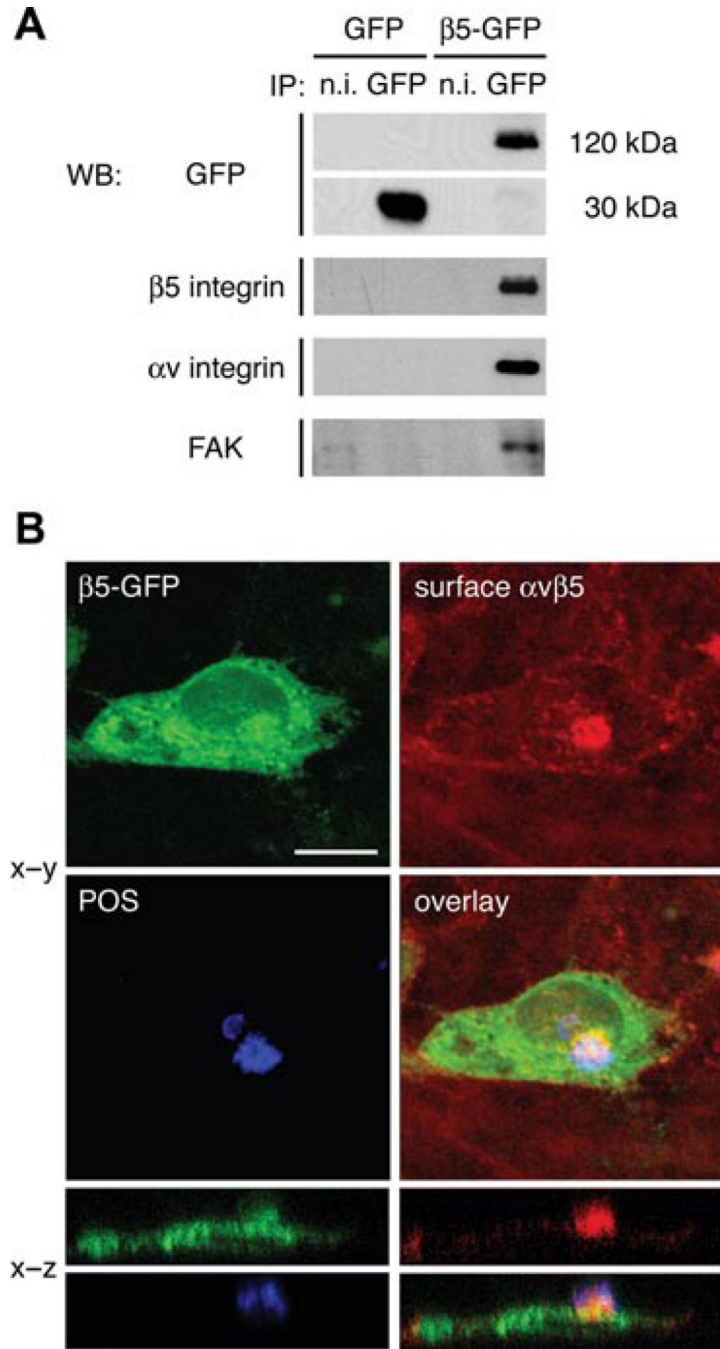 A
GFP β5-GFP
IP: n.i. GFP n.i. GFP
120 kDa
WB: GFP
30 kDa
β5 integrin
αv integrin
FAK
B
β5-GFP surface αvβ5
x–y
POS overlay
x–z